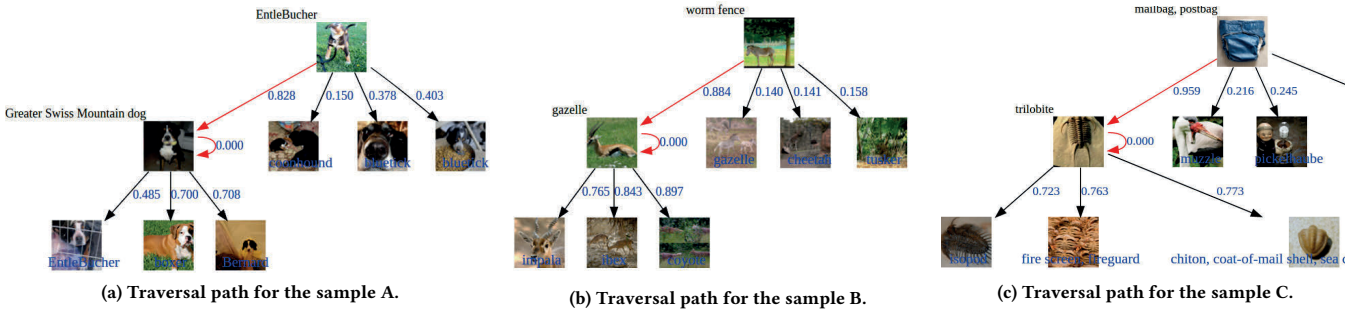 EntleBucher
0.828
0.150
0.378
0.403
Greater Swiss Mountain dog
0.000
coonhound
bluetick
bluetick
0.485
0.700
0.708
EntleBucher
boxer
Bernard
(a) Traversal path for the sample A.
worm fence
0.884
0.140
0.141
0.158
gazelle
0.000
gazelle
cheetah
tusker
0.765
0.843
0.897
impala
ibex
coyote
(b) Traversal path for the sample B.
mailbag, postbag
0.959
0.216
0.245
trilobite
0.000
muzzle
pickelhaube
0.723
0.763
0.773
isopod
fire screen, fireguard
chiton, coat-of-mail shell, sea c
(c) Traversal path for the sample C.